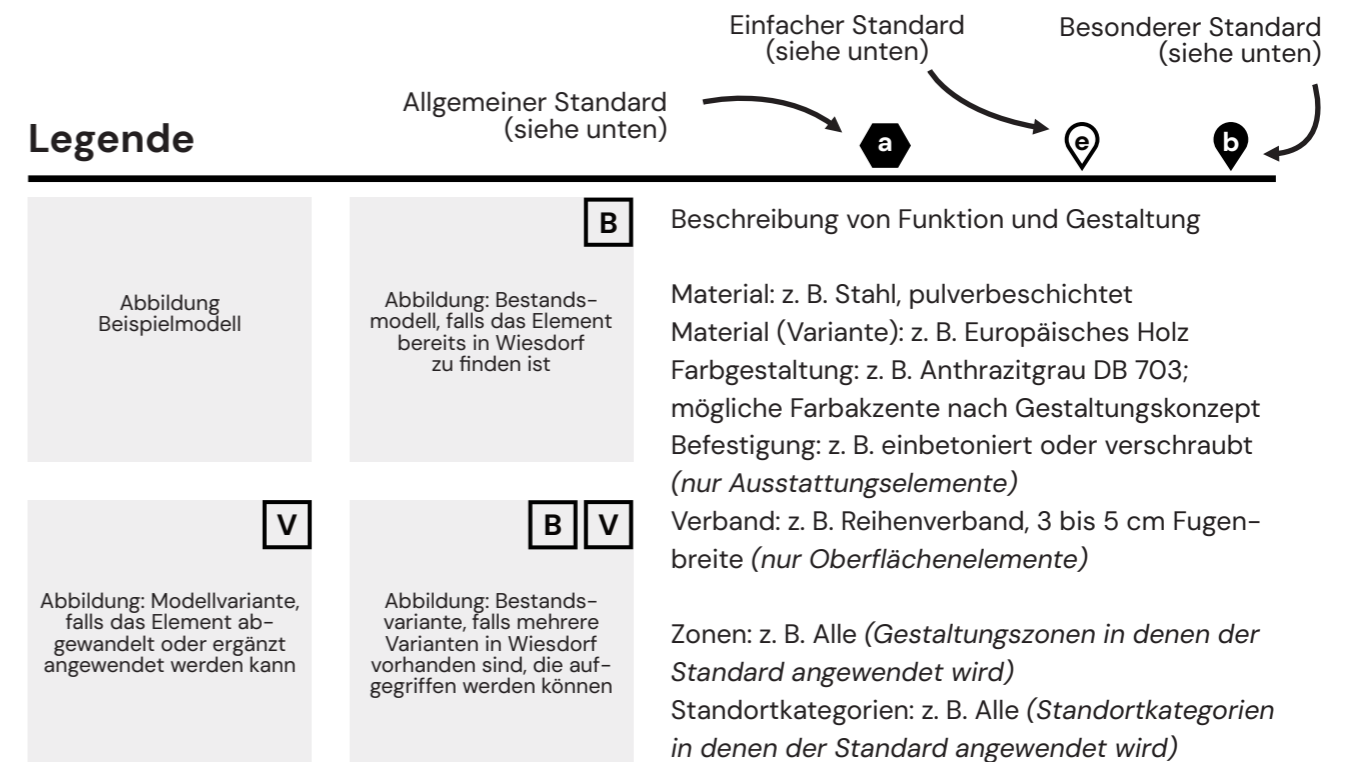 Einfacher Standard
(siehe unten)
Besonderer Standard
(siehe unten)
Allgemeiner Standard
(siehe unten)
Legende
a
e
b
Abbildung
Beispielmodell
B
Abbildung: Bestands-
modell, falls das Element
bereits in Wiesdorf
zu finden ist
V
Abbildung: Modellvariante,
falls das Element ab-
gewandelt oder ergänzt
angewendet werden kann
B V
Abbildung: Bestands-
variante, falls mehrere
Varianten in Wiesdorf
vorhanden sind, die auf-
gegriffen werden können
Beschreibung von Funktion und Gestaltung
Material: z. B. Stahl, pulverbeschichtet
Material (Variante): z. B. Europäisches Holz
Farbgestaltung: z. B. Anthrazitgrau DB 703;
mögliche Farbakzente nach Gestaltungskonzept
Befestigung: z. B. einbetoniert oder verschraubt
(nur Ausstattungselemente)
Verband: z. B. Reihenverband, 3 bis 5 cm Fugen-
breite (nur Oberflächenelemente)
Zonen: z. B. Alle (Gestaltungszonen in denen der
Standard angewendet wird)
Standortkategorien: z. B. Alle (Standortkategorien
in denen der Standard angewendet wird)